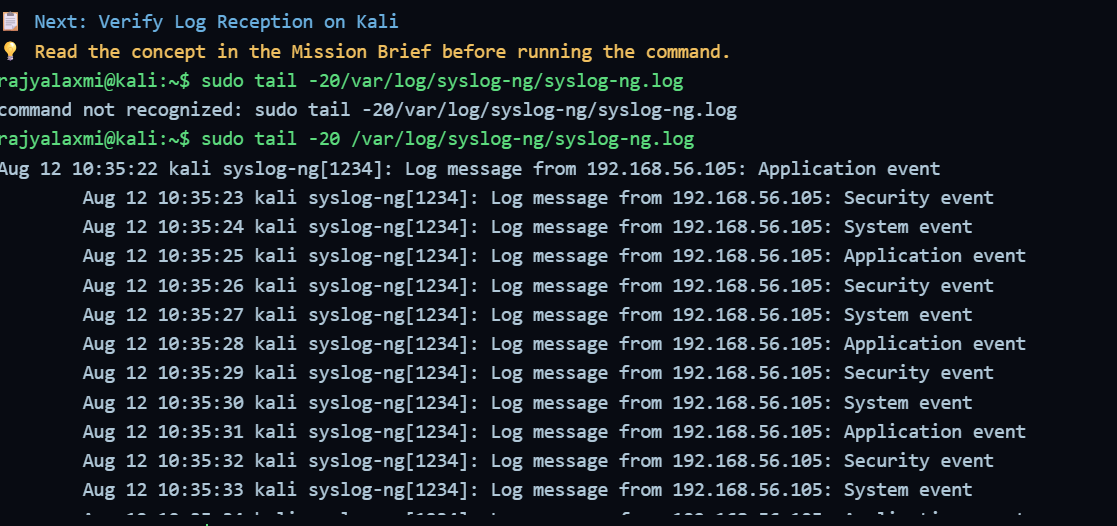 📋 Next: Verify Log Reception on Kali
💡 Read the concept in the Mission Brief before running the command.
rajyalaxmi@kali:~$ sudo tail -20/var/log/syslog-ng/syslog-ng.log
command not recognized: sudo tail -20/var/log/syslog-ng/syslog-ng.log
rajyalaxmi@kali:~$ sudo tail -20 /var/log/syslog-ng/syslog-ng.log
Aug 12 10:35:22 kali syslog-ng[1234]: Log message from 192.168.56.105: Application event
Aug 12 10:35:23 kali syslog-ng[1234]: Log message from 192.168.56.105: Security event
Aug 12 10:35:24 kali syslog-ng[1234]: Log message from 192.168.56.105: System event
Aug 12 10:35:25 kali syslog-ng[1234]: Log message from 192.168.56.105: Application event
Aug 12 10:35:26 kali syslog-ng[1234]: Log message from 192.168.56.105: Security event
Aug 12 10:35:27 kali syslog-ng[1234]: Log message from 192.168.56.105: System event
Aug 12 10:35:28 kali syslog-ng[1234]: Log message from 192.168.56.105: Application event
Aug 12 10:35:29 kali syslog-ng[1234]: Log message from 192.168.56.105: Security event
Aug 12 10:35:30 kali syslog-ng[1234]: Log message from 192.168.56.105: System event
Aug 12 10:35:31 kali syslog-ng[1234]: Log message from 192.168.56.105: Application event
Aug 12 10:35:32 kali syslog-ng[1234]: Log message from 192.168.56.105: Security event
Aug 12 10:35:33 kali syslog-ng[1234]: Log message from 192.168.56.105: System event